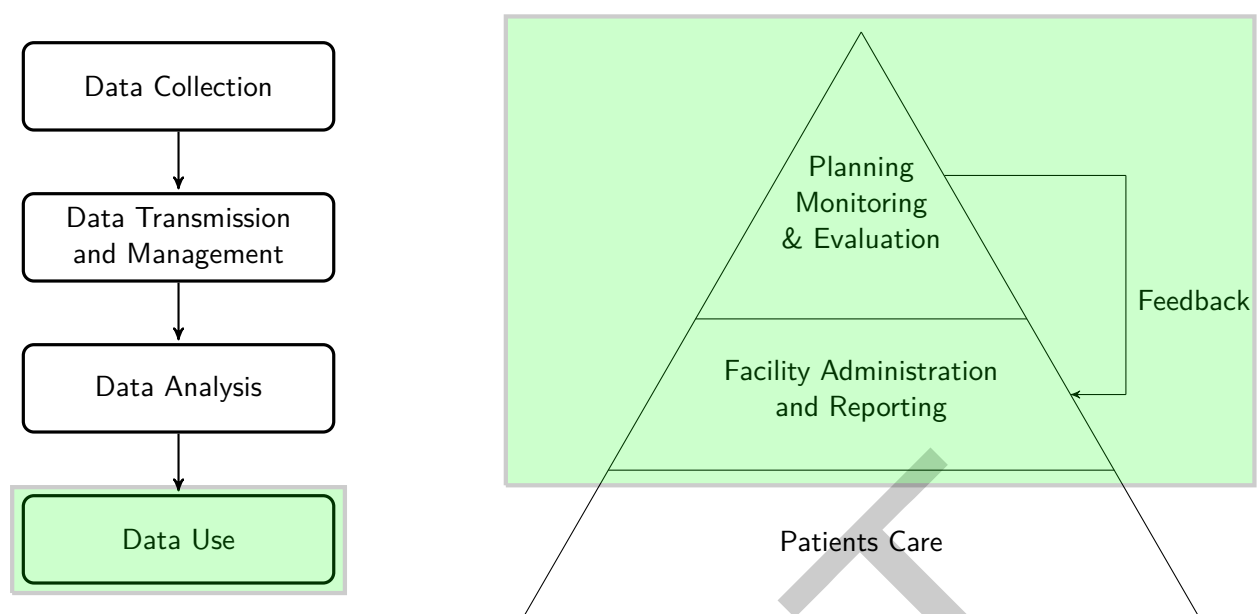 Data Collection
Data Transmission
and Management
Data Analysis
Data Use
Planning
Monitoring
& Evaluation
Feedback
Facility Administration
and Reporting
Patients Care